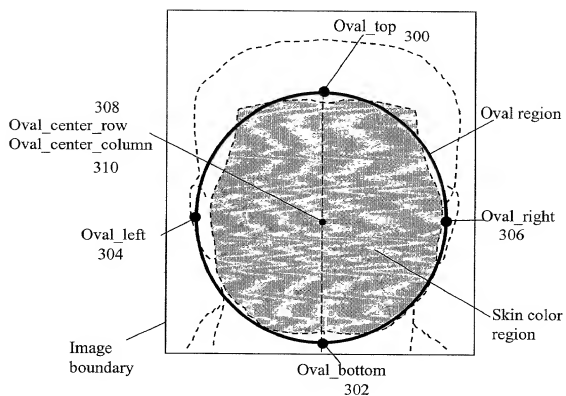 Oval_top
300
308
Oval_center_row
Oval_center_column
310
Oval region
Oval_left
304
Oval_right
306
Skin color
region
Image
boundary
Oval_bottom
302